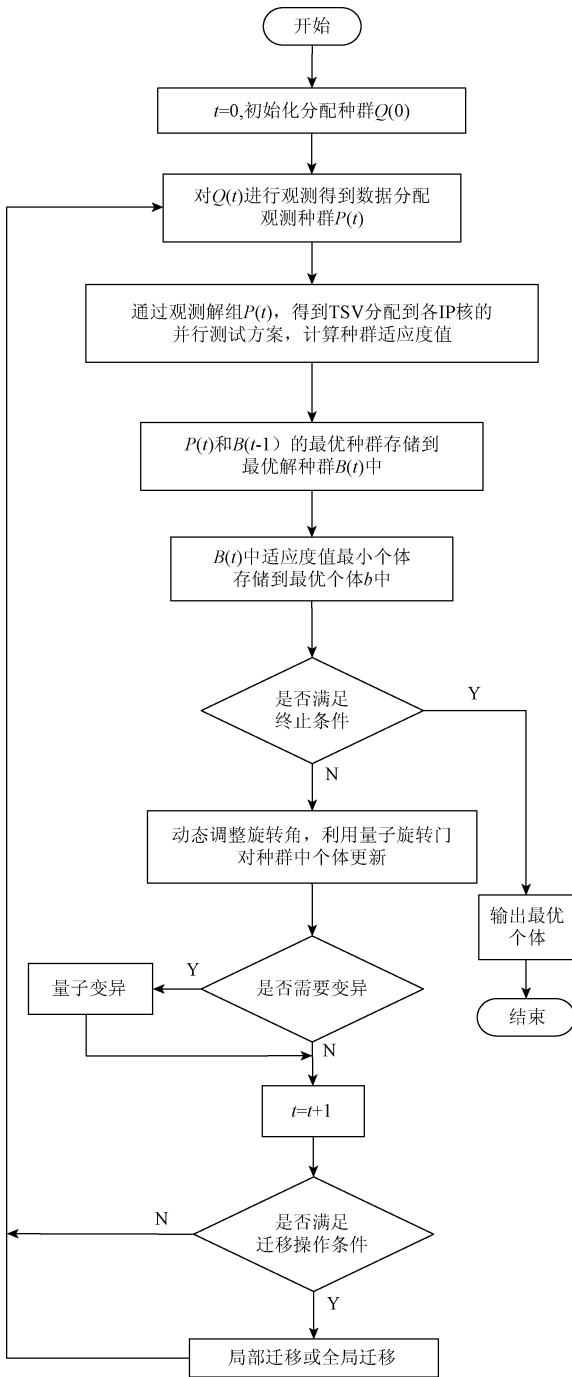 开始
t=0,初始化分配种群Q(0)
对Q(t)进行观测得到数据分配
观测种群P(t)
通过观测解组P(t)，得到TSV分配到各IP核的
并行测试方案，计算种群适应度值
P(t)和B(t-1）的最优种群存储到
最优解种群B(t)中
B(t)中适应度值最小个体
存储到最优个体b中
是否满足
终止条件
Y
N
动态调整旋转角，利用量子旋转门
对种群中个体更新
输出最优
个体
结束
是否需要变异
Y
量子变异
N
t=t+1
是否满足
迁移操作条件
N
Y
局部迁移或全局迁移